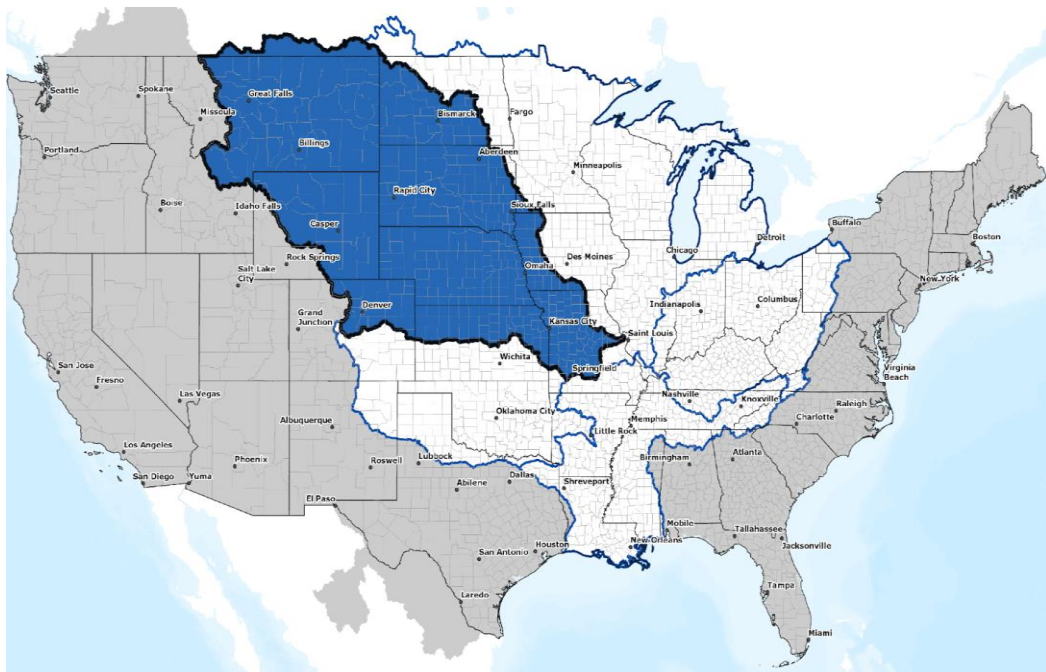 Seattle
Spokane
Great Falls
Missoula
Bismarck
Fargo
Portland
Billings
Aberdeen
Minneapolis
Rapid City
Boise
Idaho Falls
Sioux Falls
Casper
Buffalo
Detroit
Boston
Rock Springs
Chicago
Des Moines
Omaha
Salt Lake
City
New York
Denver
Indianapolis
Columbus
Grand
Junction
Kansas City
Saint Louis
Wichita
Springfield
San Jose
Fresno
Virginia
Beach
Las Vegas
Nashville
Knoxville
Raleigh
Charlotte
Albuquerque
Oklahoma City
Memphis
Little Rock
Los Angeles
Phoenix
Roswell
Lubbock
Birmingham
Atlanta
San Diego
Yuma
Dallas
Abilene
Shreveport
El Paso
Mobile
Tallahassee
New Orleans
Jacksonville
Houston
San Antonio
Tampa
Laredo
Miami